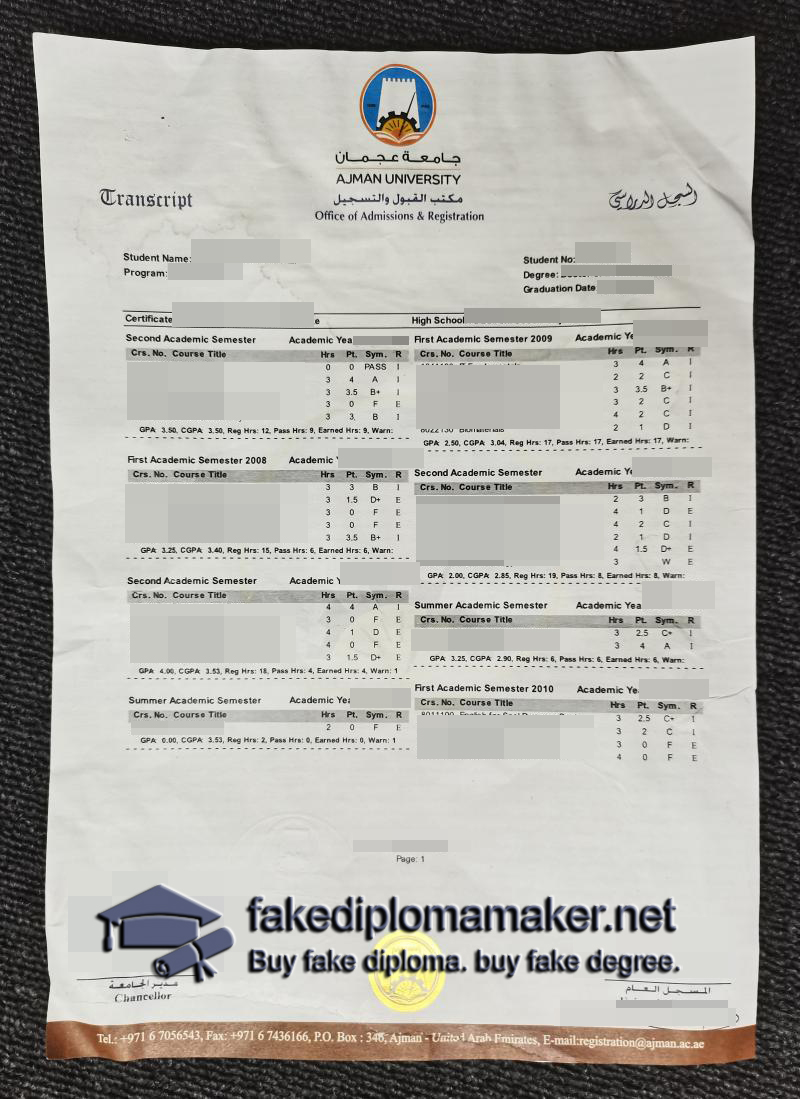 جامعة عجمان
AJMAN UNIVERSITY
Transcript
مكتب القبول والتسجيل
السجل الدراسي
Office of Admissions & Registration
Student Name:
Student No:
Program:
Degree:
Graduation Date
Certificate
High School
Second Academic Semester Academic Yea
Crs. No. Course Title Hrs Pt. Sym. R
0 0 PASS I
3 4 A I
3 3.5 B+ I
3 0 F E
3 3. B I
GPA: 3.50, CGPA: 3.50, Reg Hrs: 12, Pass Hrs: 9, Earned Hrs: 9, Warn:
First Academic Semester 2008 Academic
Crs. No. Course Title Hrs Pt. Sym. R
3 3 B I
3 1.5 D+ E
3 0 F E
3 0 F E
3 3.5 B+ I
GPA: 3.25, CGPA: 3.40, Reg Hrs: 15, Pass Hrs: 6, Earned Hrs: 6, Warn:
Second Academic Semester Academic Y
Crs. No. Course Title Hrs Pt. Sym. R
4 4 A I
3 0 F E
4 1 D E
4 0 F E
3 1.5 D+ E
GPA: 4.00, CGPA: 3.53, Reg Hrs: 18, Pass Hrs: 4, Earned Hrs: 4, Warn: 1
Summer Academic Semester Academic Yea
Crs. No. Course Title Hrs Pt. Sym. R
2 0 F E
GPA: 0.00, CGPA: 3.53, Reg Hrs: 2, Pass Hrs: 0, Earned Hrs: 0, Warn: 1
First Academic Semester 2009 Academic Ye
Crs. No. Course Title Hrs Pt. Sym. R
3 4 A I
2 2 C I
3 3.5 B+ I
3 2 C I
4 2 C I
2 1 D I
8022130 Biomaterials
GPA: 2.50, CGPA: 3.04, Reg Hrs: 17, Pass Hrs: 17, Earned Hrs: 17, Warn:
Second Academic Semester Academic Ye
Crs. No. Course Title Hrs Pt. Sym. R
2 3 B I
4 1 D E
4 2 C I
2 1 D I
4 1.5 D+ E
3 W E
GPA: 2.00, CGPA: 2.85, Reg Hrs: 19, Pass Hrs: 8, Earned Hrs: 8, Warn:
Summer Academic Semester Academic Yea
Crs. No. Course Title Hrs Pt. Sym. R
3 2.5 C+ I
3 4 A I
GPA: 3.25, CGPA: 2.90, Reg Hrs: 6, Pass Hrs: 6, Earned Hrs: 6, Warn:
First Academic Semester 2010 Academic Ye
Crs. No. Course Title Hrs Pt. Sym. R
3 2.5 C+ I
3 2 C I
3 0 F E
4 0 F E
Page: 1
fakediplomamaker.net
Buy fake diploma. buy fake degree.
مدير الجامعة
Chancellor
المسجل العام
Tel.: +971 6 7056543, Fax: +971 6 7436166, P.O. Box : 346, Ajman - United Arab Emirates, E-mail:registration@ajman.ac.ae